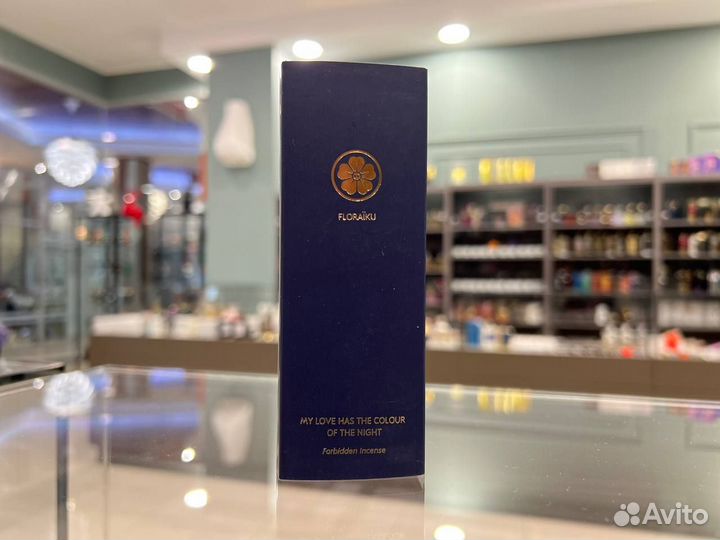 FLORAÏKU
MY LOVE HAS THE COLOUR
OF THE NIGHT
Forbidden Incense
Avito